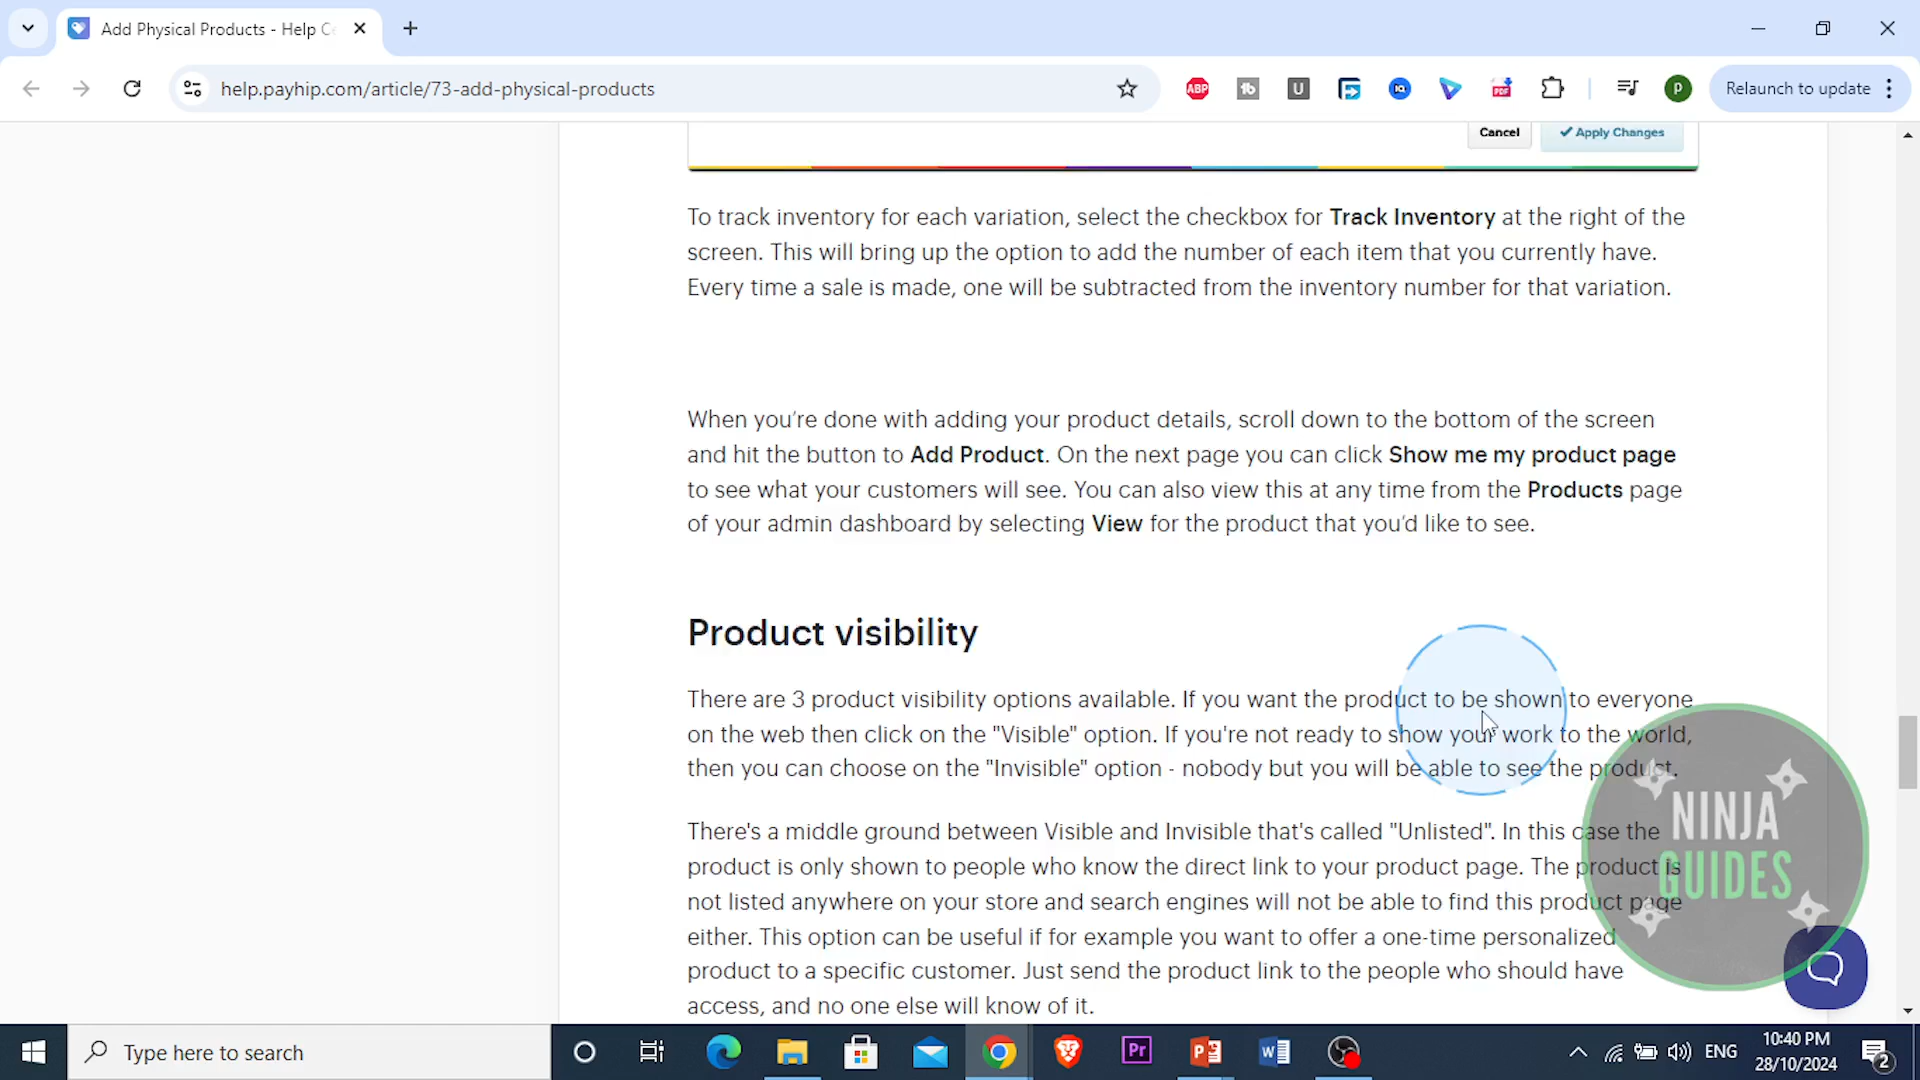 Add Physical Products - Help C
help.payhip.com/article/73-add-physical-products
ABP
tb
U
IQ
PDF
p
Relaunch to update
Cancel
Apply Changes
To track inventory for each variation, select the checkbox for Track Inventory at the right of the
screen. This will bring up the option to add the number of each item that you currently have.
Every time a sale is made, one will be subtracted from the inventory number for that variation.
When you're done with adding your product details, scroll down to the bottom of the screen
and hit the button to Add Product. On the next page you can click Show me my product page
to see what your customers will see. You can also view this at any time from the Products page
of your admin dashboard by selecting View for the product that you'd like to see.
Product visibility
There are 3 product visibility options available. If you want the product to be shown to everyone
on the web then click on the "Visible" option. If you're not ready to show your work to the world,
then you can choose on the "Invisible" option - nobody but you will be able to see the product.
There's a middle ground between Visible and Invisible that's called "Unlisted". In this case the
product is only shown to people who know the direct link to your product page. The product is
not listed anywhere on your store and search engines will not be able to find this product page
either. This option can be useful if for example you want to offer a one-time personalized
product to a specific customer. Just send the product link to the people who should have
access, and no one else will know of it.
NINJA
GUIDES
Type here to search
Pr
P
W
ENG
10:40 PM
28/10/2024
2